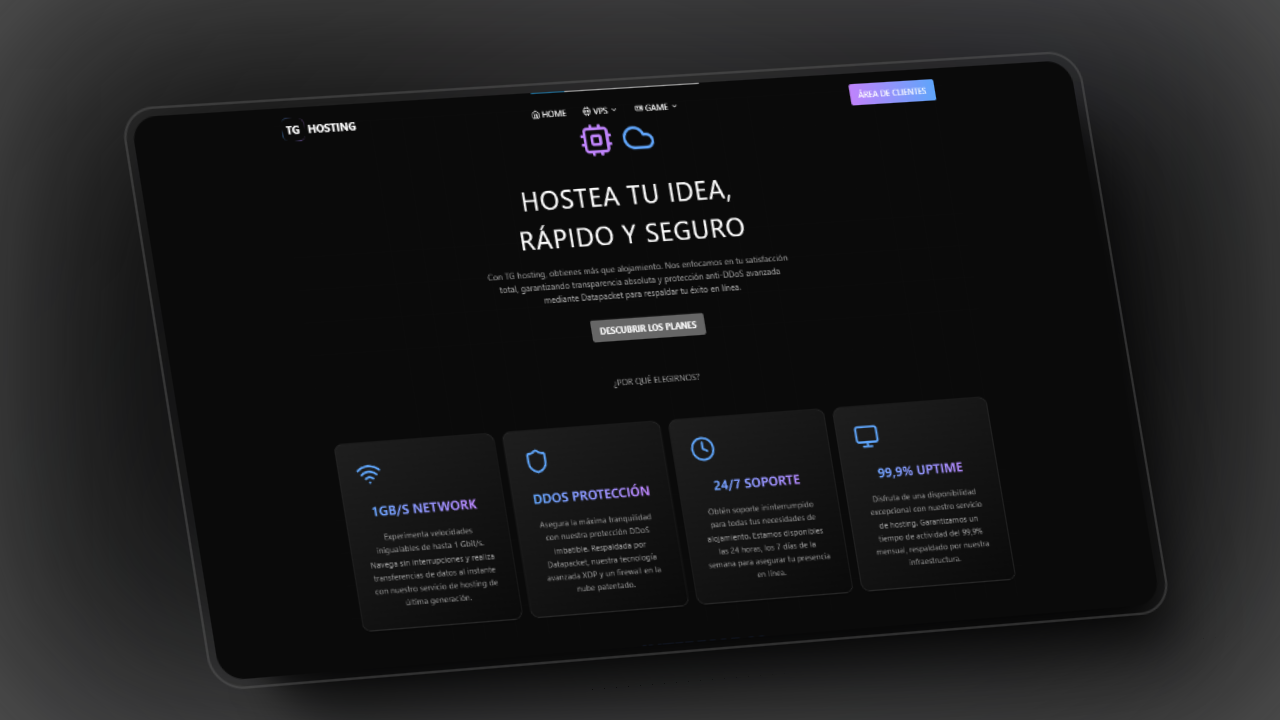 TG HOSTING
HOME VPS GAME
ÁREA DE CLIENTES
HOSTEA TU IDEA,
RÁPIDO Y SEGURO
Con TG hosting, obtienes más que alojamiento. Nos enfocamos en tu satisfacción
total, garantizando transparencia absoluta y protección anti-DDoS avanzada
mediante Datapacket para respaldar tu éxito en línea.
DESCUBRIR LOS PLANES
¿POR QUÉ ELEGIRNOS?
1GB/S NETWORK
Experimenta velocidades
inigualables de hasta 1 Gbit/s.
Navega sin interrupciones y realiza
transferencias de datos al instante
con nuestro servicio de hosting de
última generación.
DDOS PROTECCIÓN
Asegura la máxima tranquilidad
con nuestra protección DDoS
imbatible. Respaldada por
Datapacket, nuestra tecnología
avanzada XDP y un firewall en la
nube patentado.
24/7 SOPORTE
Obtén soporte ininterrumpido
para todas tus necesidades de
alojamiento. Estamos disponibles
las 24 horas, los 7 días de la
semana para asegurar tu presencia
en línea.
99,9% UPTIME
Disfruta de una disponibilidad
excepcional con nuestro servicio
de hosting. Garantizamos un
tiempo de actividad del 99,9%
mensual, respaldado por nuestra
infraestructura.